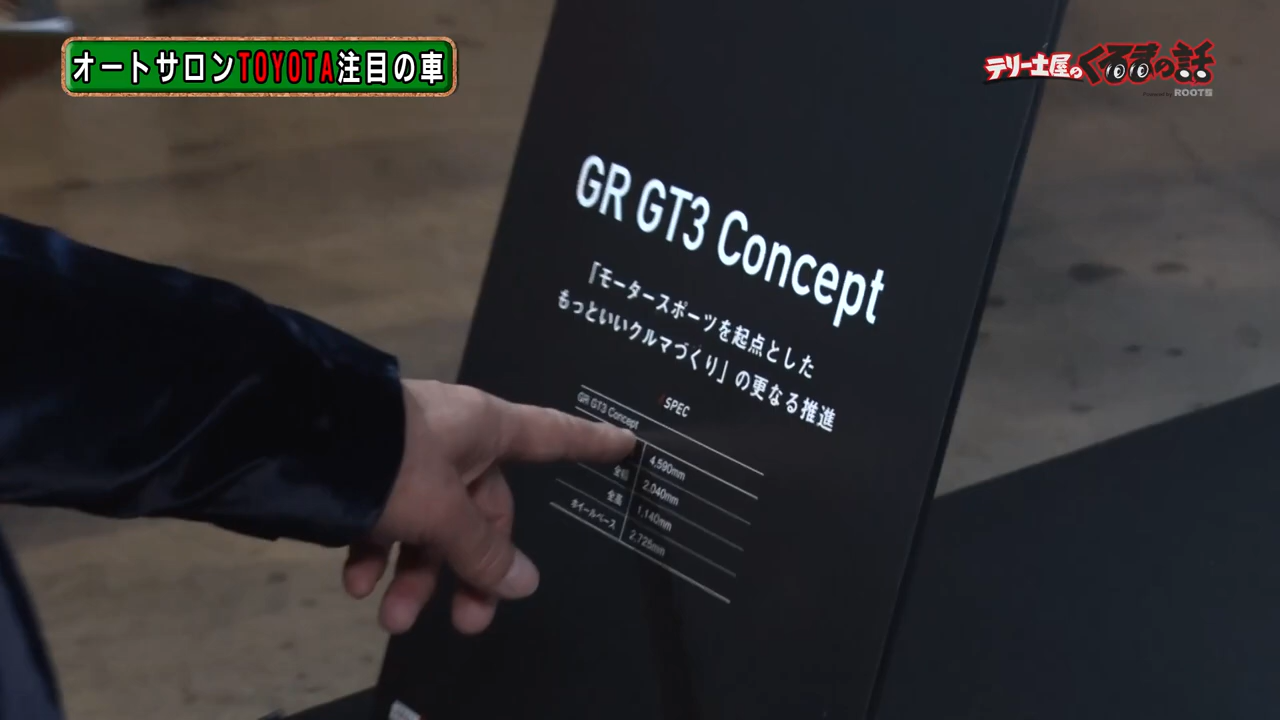 オートサロンTOYOTA注目の車
テリー土屋のくるまの話
Powered by ROOTS
GR GT3 Concept
「モータースポーツを起点とした
もっといいクルマづくり」の更なる推進
SPEC
GR GT3 Concept
4,590mm
全幅 2,040mm
全高 1,140mm
ホイールベース 2,725mm